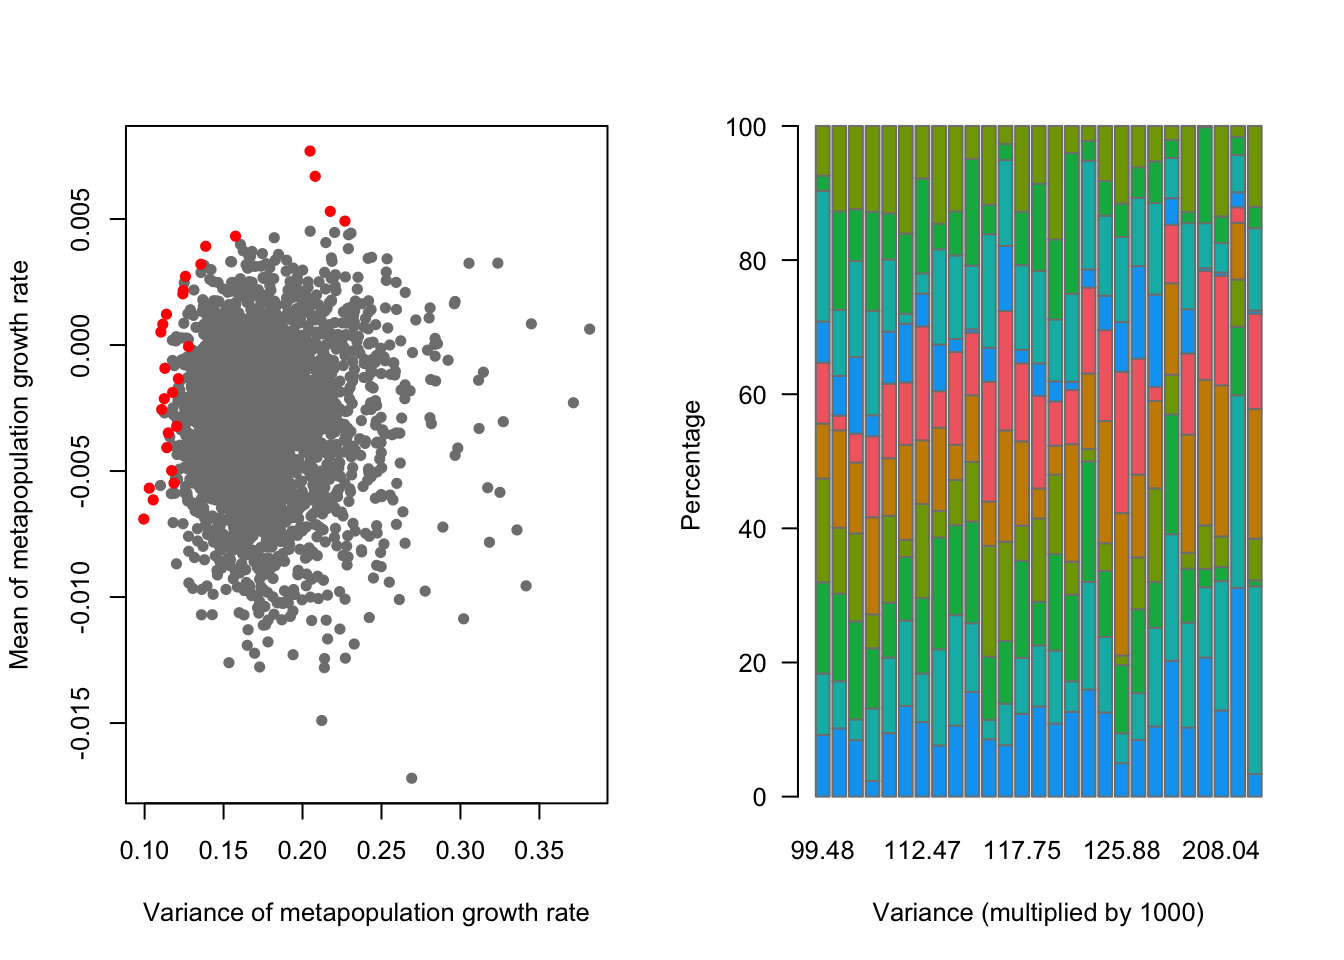 Mean of metapopulation growth rate
0.005
0.000
-0.005
-0.010
-0.015
0.10 0.15 0.20 0.25 0.30 0.35
Variance of metapopulation growth rate
Percentage
100
80
60
40
20
0
99.48 112.47 117.75 125.88 208.04
Variance (multiplied by 1000)